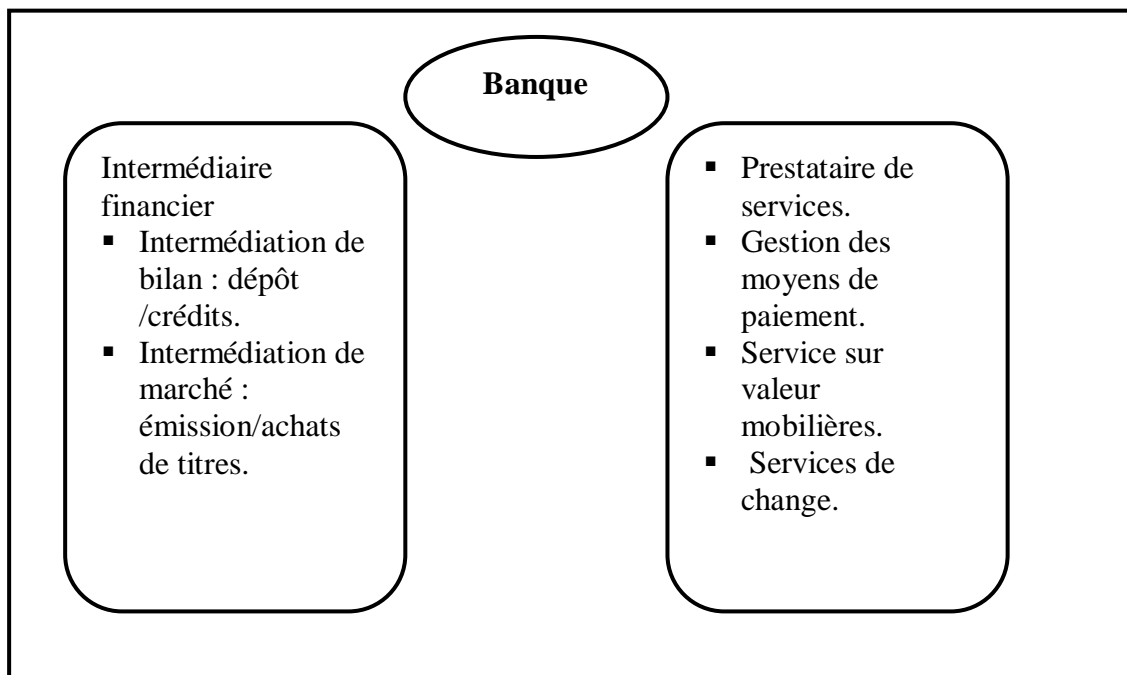 Banque
Intermédiaire
financier
▪ Intermédiation de
bilan : dépôt
/crédits.
▪ Intermédiation de
marché :
émission/achats
de titres.
▪ Prestataire de
services.
▪ Gestion des
moyens de
paiement.
▪ Service sur
valeur
mobilières.
▪ Services de
change.